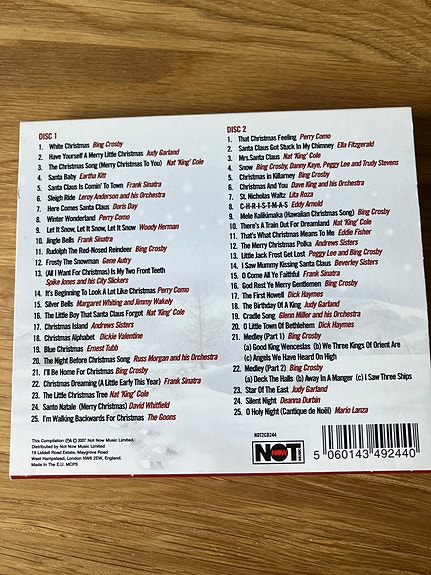 DISC 1
1. White Christmas Bing Crosby
2. Have Yourself A Merry Little Christmas Judy Garland
3. The Christmas Song (Merry Christmas To You) Nat 'King' Cole
4. Santa Baby Eartha Kitt
5. Santa Claus Is Comin' To Town Frank Sinatra
6. Sleigh Ride Leroy Anderson and his Orchestra
7. Here Comes Santa Claus Doris Day
8. Winter Wonderland Perry Como
9. Let It Snow, Let It Snow, Let It Snow Woody Herman
10. Jingle Bells Frank Sinatra
11. Rudolph The Red-Nosed Reindeer Bing Crosby
12. Frosty The Snowman Gene Autry
13. (All I Want For Christmas) Is My Two Front Teeth
Spike Jones and his City Slickers
14. It's Beginning To Look A Lot Like Christmas Perry Como
15. Silver Bells Margaret Whiting and Jimmy Wakely
16. The Little Boy That Santa Claus Forgot Nat 'King' Cole
17. Christmas Island Andrews Sisters
18. Christmas Alphabet Dickie Valentine
19. Blue Christmas Ernest Tubb
20. The Night Before Christmas Song Russ Morgan and his Orchestra
21. I'll Be Home For Christmas Bing Crosby
22. Christmas Dreaming (A Little Early This Year) Frank Sinatra
23. The Little Christmas Tree Nat 'King' Cole
24. Santo Natale (Merry Christmas) David Whitfield
25. I'm Walking Backwards For Christmas The Goons
DISC 2
1. That Christmas Feeling Perry Como
2. Santa Claus Got Stuck In My Chimney Ella Fitzgerald
3. Mrs.Santa Claus Nat 'King' Cole
4. Snow Bing Crosby, Danny Kaye, Peggy Lee and Trudy Stevens
5. Christmas in Killarney Bing Crosby
6. Christmas And You Dave King and his Orchestra
7. St. Nicholas Waltz Lita Roza
8. C-H-R-I-S-T-M-A-S Eddy Arnold
9. Mele Kalikimaka (Hawaiian Christmas Song) Bing Crosby
10. There's A Train Out For Dreamland Nat 'King' Cole
11. That's What Christmas Means To Me Eddie Fisher
12. The Merry Christmas Polka Andrews Sisters
13. Little Jack Frost Get Lost Peggy Lee and Bing Crosby
14. I Saw Mummy Kissing Santa Claus Beverley Sisters
15. O Come All Ye Faithful Frank Sinatra
16. God Rest Ye Merry Gentlemen Bing Crosby
17. The First Nowell Dick Haymes
18. The Birthday Of A King Judy Garland
19. Cradle Song Glenn Miller and his Orchestra
20. O Little Town Of Bethlehem Dick Haymes
21. Medley (Part 1) Bing Crosby
(a) Good King Wenceslas (b) We Three Kings Of Orient Are
(c) Angels We Have Heard On High
22. Medley (Part 2) Bing Crosby
(a) Deck The Halls (b) Away In A Manger (c) I Saw Three Ships
23. Star Of The East Judy Garland
24. Silent Night Deanna Durbin
25. O Holy Night (Cantique de Noël) Mario Lanza
This Compilation ℗ © 2007 Not Now Music Limited.
Distributed by Not Now Music Limited
19 Liddell Road Estate, Maygrove Road
West Hampstead, London NW6 2EW, England.
Made In The E.U. MCPS
NOT2CD244
NOT NOW MUSIC
5 060143 492440